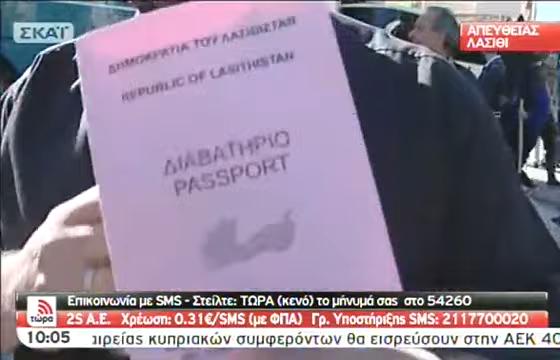 ΣΚΑΪ
ΑΠΕΥΘΕΙΑΣ
ΛΑΣΙΘΙ
ΔΗΜΟΚΡΑΤΙΑ ΤΟΥ ΛΑΣΙΘΙΣΤΑΝ
REPUBLIC OF LASITHISTAN
ΔΙΑΒΑΤΗΡΙΟ
PASSPORT
τώρα
Επικοινωνία με SMS - Στείλτε: ΤΩΡΑ (κενό) το μήνυμά σας στο 54260
2S A.E. Χρέωση: 0.31€/SMS (με ΦΠΑ) Γρ. Υποστήριξης SMS: 2117700020
10:05 αιρείες κυπριακών συμφερόντων θα εισρεύσουν στην ΑΕΚ